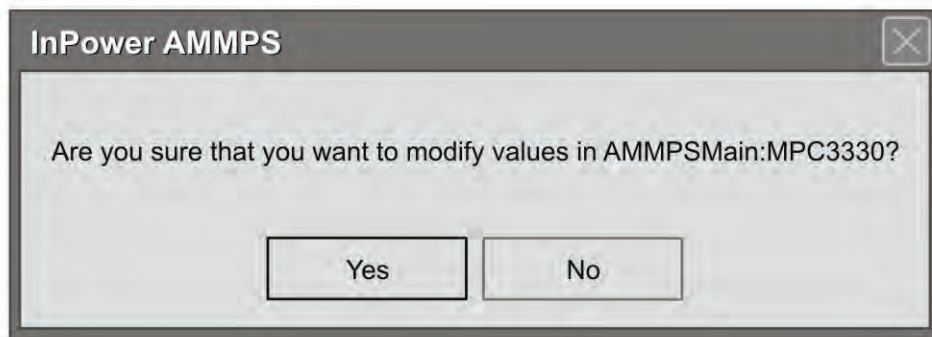 InPower AMMPS
Are you sure that you want to modify values in AMMPSMain:MPC3330?
Yes No